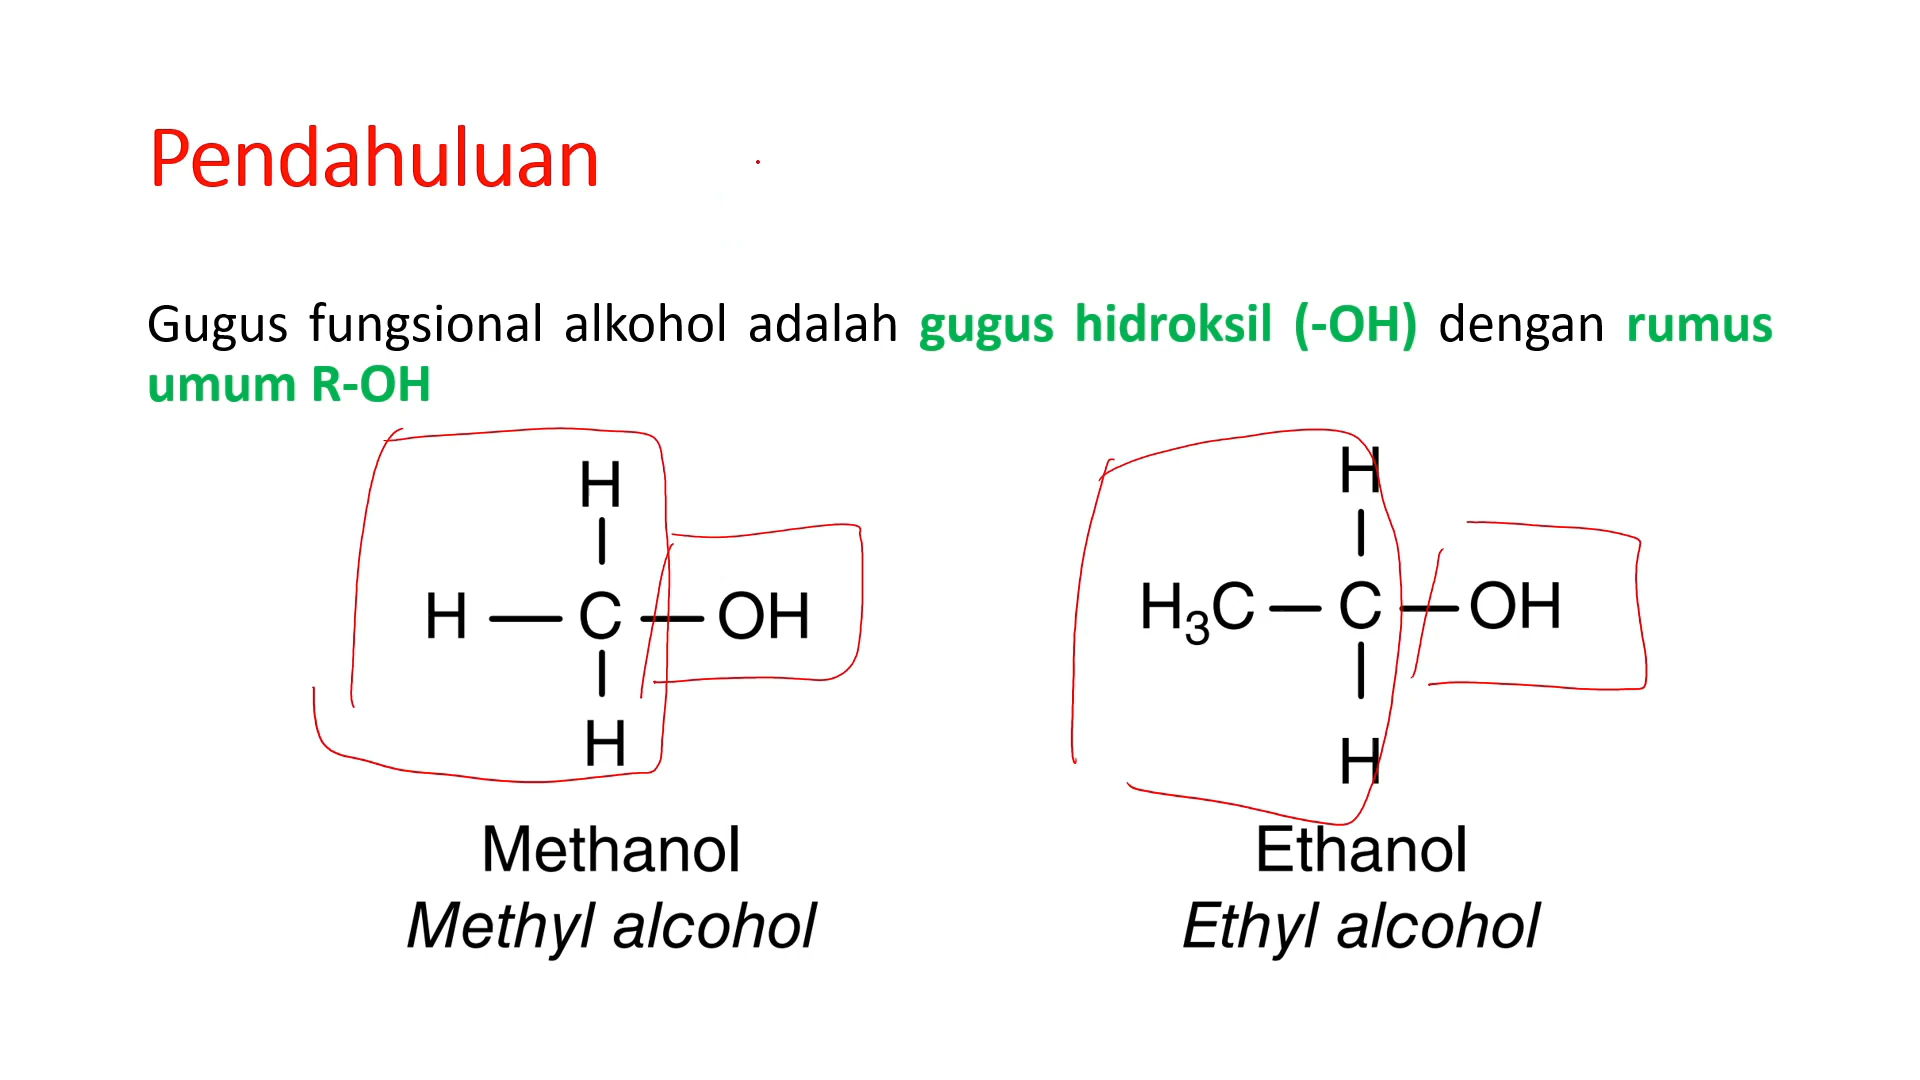 Pendahuluan
Gugus fungsional alkohol adalah gugus hidroksil (-OH) dengan rumus
umum R-OH
H
H — C — OH
H
Methanol
Methyl alcohol
H
H₃C — C — OH
H
Ethanol
Ethyl alcohol